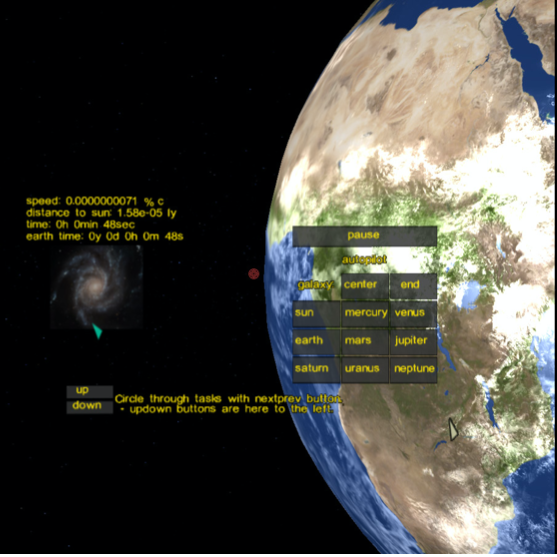 speed: 0.0000000071 % c
distance to sun: 1.58e-05 ly
time: 0h 0min 48sec
earth time: 0y 0d 0h 0m 48s
pause
autopilot
galaxy: center end
sun mercury venus
earth mars jupiter
saturn uranus neptune
up
down
Circle through tasks with nextprev button,
- updown buttons are here to the left.